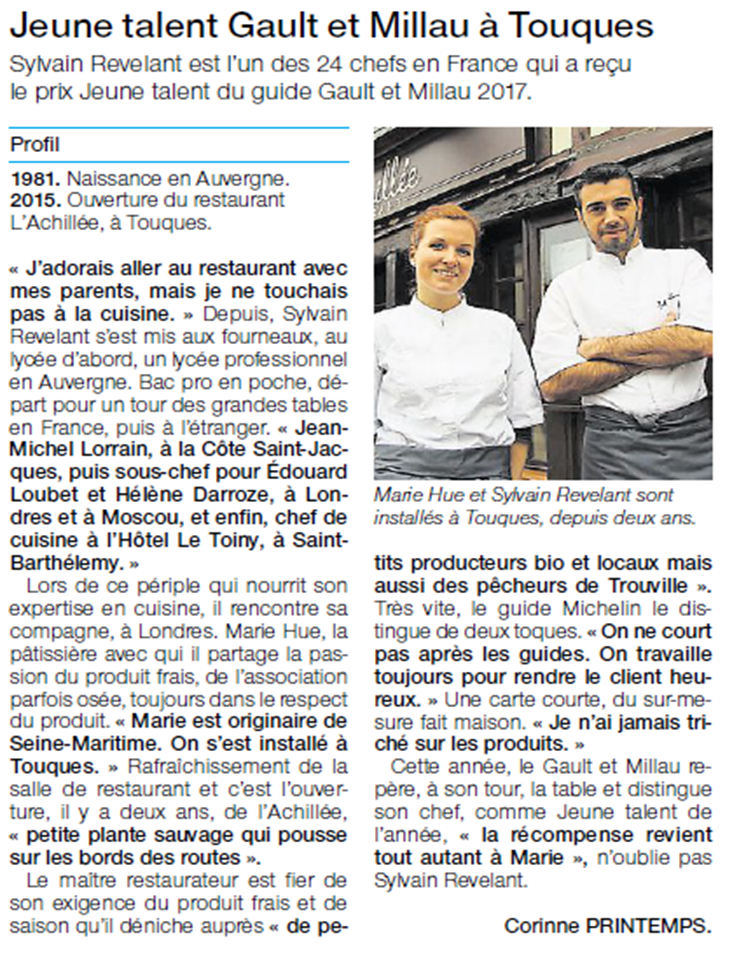 Jeune talent Gault et Millau à Touques
Sylvain Revelant est l'un des 24 chefs en France qui a reçu
le prix Jeune talent du guide Gault et Millau 2017.
Profil
1981. Naissance en Auvergne.
2015. Ouverture du restaurant
L'Achillée, à Touques.
« J'adorais aller au restaurant avec
mes parents, mais je ne touchais
pas à la cuisine. » Depuis, Sylvain
Revelant s'est mis aux fourneaux, au
lycée d'abord, un lycée professionnel
en Auvergne. Bac pro en poche, dé-
part pour un tour des grandes tables
en France, puis à l'étranger. « Jean-
Michel Lorrain, à la Côte Saint-Jac-
ques, puis sous-chef pour Édouard
Loubet et Hélène Darroze, à Lon-
dres et à Moscou, et enfin, chef de
cuisine à l'Hôtel Le Toiny, à Saint-
Barthélemy. »
Lors de ce périple qui nourrit son
expertise en cuisine, il rencontre sa
compagne, à Londres. Marie Hue, la
pâtissière avec qui il partage la pas-
sion du produit frais, de l'association
parfois osée, toujours dans le respect
du produit. « Marie est originaire de
Seine-Maritime. On s'est installé à
Touques. » Rafraîchissement de la
salle de restaurant et c'est l'ouver-
ture, il y a deux ans, de l'Achillée,
« petite plante sauvage qui pousse
sur les bords des routes ».
Le maître restaurateur est fier de
son exigence du produit frais et de
saison qu'il déniche auprès « de pe-
illée
Marie Hue et Sylvain Revelant sont
installés à Touques, depuis deux ans.
tits producteurs bio et locaux mais
aussi des pêcheurs de Trouville ».
Très vite, le guide Michelin le dis-
tingue de deux toques. « On ne court
pas après les guides. On travaille
toujours pour rendre le client heu-
reux. » Une carte courte, du sur-me-
sure fait maison. « Je n'ai jamais tri-
ché sur les produits. »
Cette année, le Gault et Millau re-
père, à son tour, la table et distingue
son chef, comme Jeune talent de
l'année, « la récompense revient
tout autant à Marie », n'oublie pas
Sylvain Revelant.
Corinne PRINTEMPS.